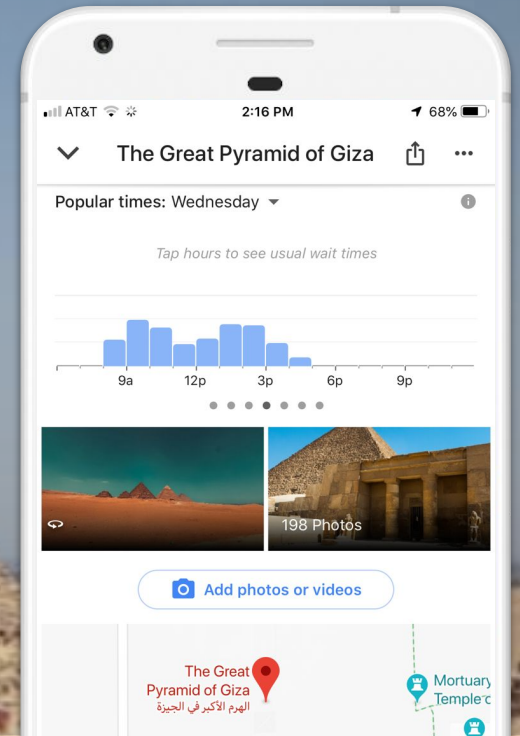 AT&T
2:16 PM
68%
The Great Pyramid of Giza
Popular times: Wednesday
Tap hours to see usual wait times
9a 12p 3p 6p 9p
198 Photos
Add photos or videos
The Great
Pyramid of Giza
الهرم الأكبر في الجيزة
Mortuary
Temple